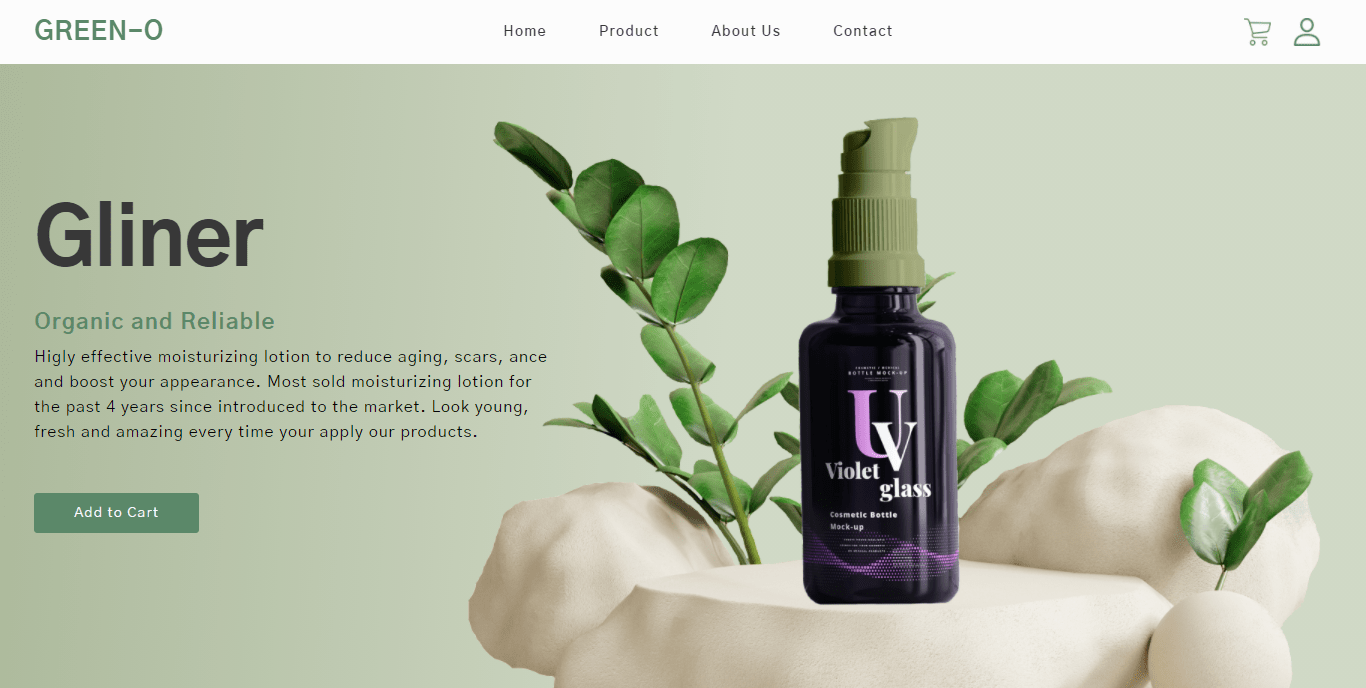 GREEN-O
Home Product About Us Contact
Gliner
Organic and Reliable
Higly effective moisturizing lotion to reduce aging, scars, ance
and boost your appearance. Most sold moisturizing lotion for
the past 4 years since introduced to the market. Look young,
fresh and amazing every time your apply our products.
Add to Cart
BOTTLE MOCK-UP
UV
Violet
glass
Cosmetic Bottle
Mock-up